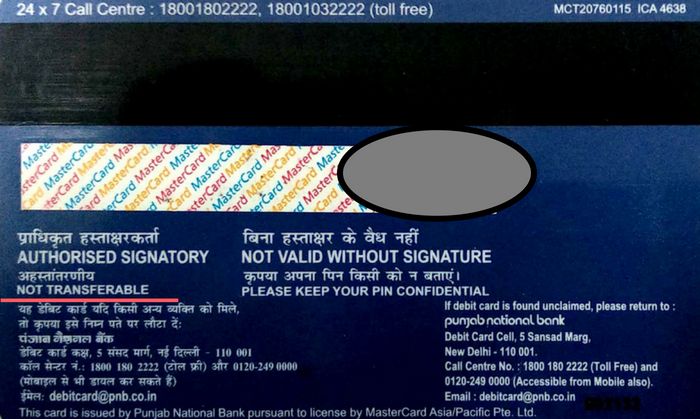 24 x 7 Call Centre : 18001802222, 18001032222 (toll free)
MCT20760115 ICA 4638
MasterCard MasterCard MasterCard MasterCard
प्राधिकृत हस्ताक्षरकर्ता
AUTHORISED SIGNATORY
अहस्तांतरणीय
NOT TRANSFERABLE
बिना हस्ताक्षर के वैध नहीं
NOT VALID WITHOUT SIGNATURE
कृपया अपना पिन किसी को न बताएं।
PLEASE KEEP YOUR PIN CONFIDENTIAL
यह डेबिट कार्ड यदि किसी अन्य व्यक्ति को मिले,
तो कृपया इसे निम्न पते पर लौटा दें:
पंजाब नैशनल बैंक
डेबिट कार्ड कक्ष, 5 संसद मार्ग, नई दिल्ली - 110 001
कॉल सेन्टर नं.: 1800 180 2222 (टोल फ्री) और 0120-249 0000
(मोबाइल से भी डायल कर सकते हैं)
ईमेल: debitcard@pnb.co.in
If debit card is found unclaimed, please return to :
punjab national bank
Debit Card Cell, 5 Sansad Marg,
New Delhi - 110 001.
Call Centre No. : 1800 180 2222 (Toll Free) and
0120-249 0000 (Accessible from Mobile also).
Email : debitcard@pnb.co.in
This card is issued by Punjab National Bank pursuant to license by MasterCard Asia/Pacific Pte. Ltd.